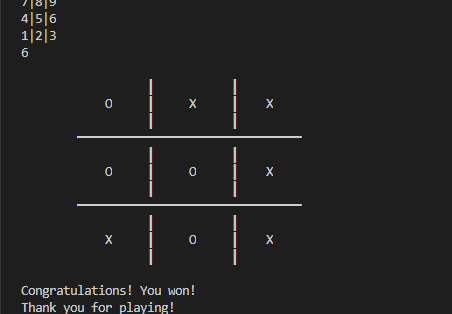 7|8|9
4|5|6
1|2|3
6
O | X | X
O | O | X
X | O | X
Congratulations! You won!
Thank you for playing!